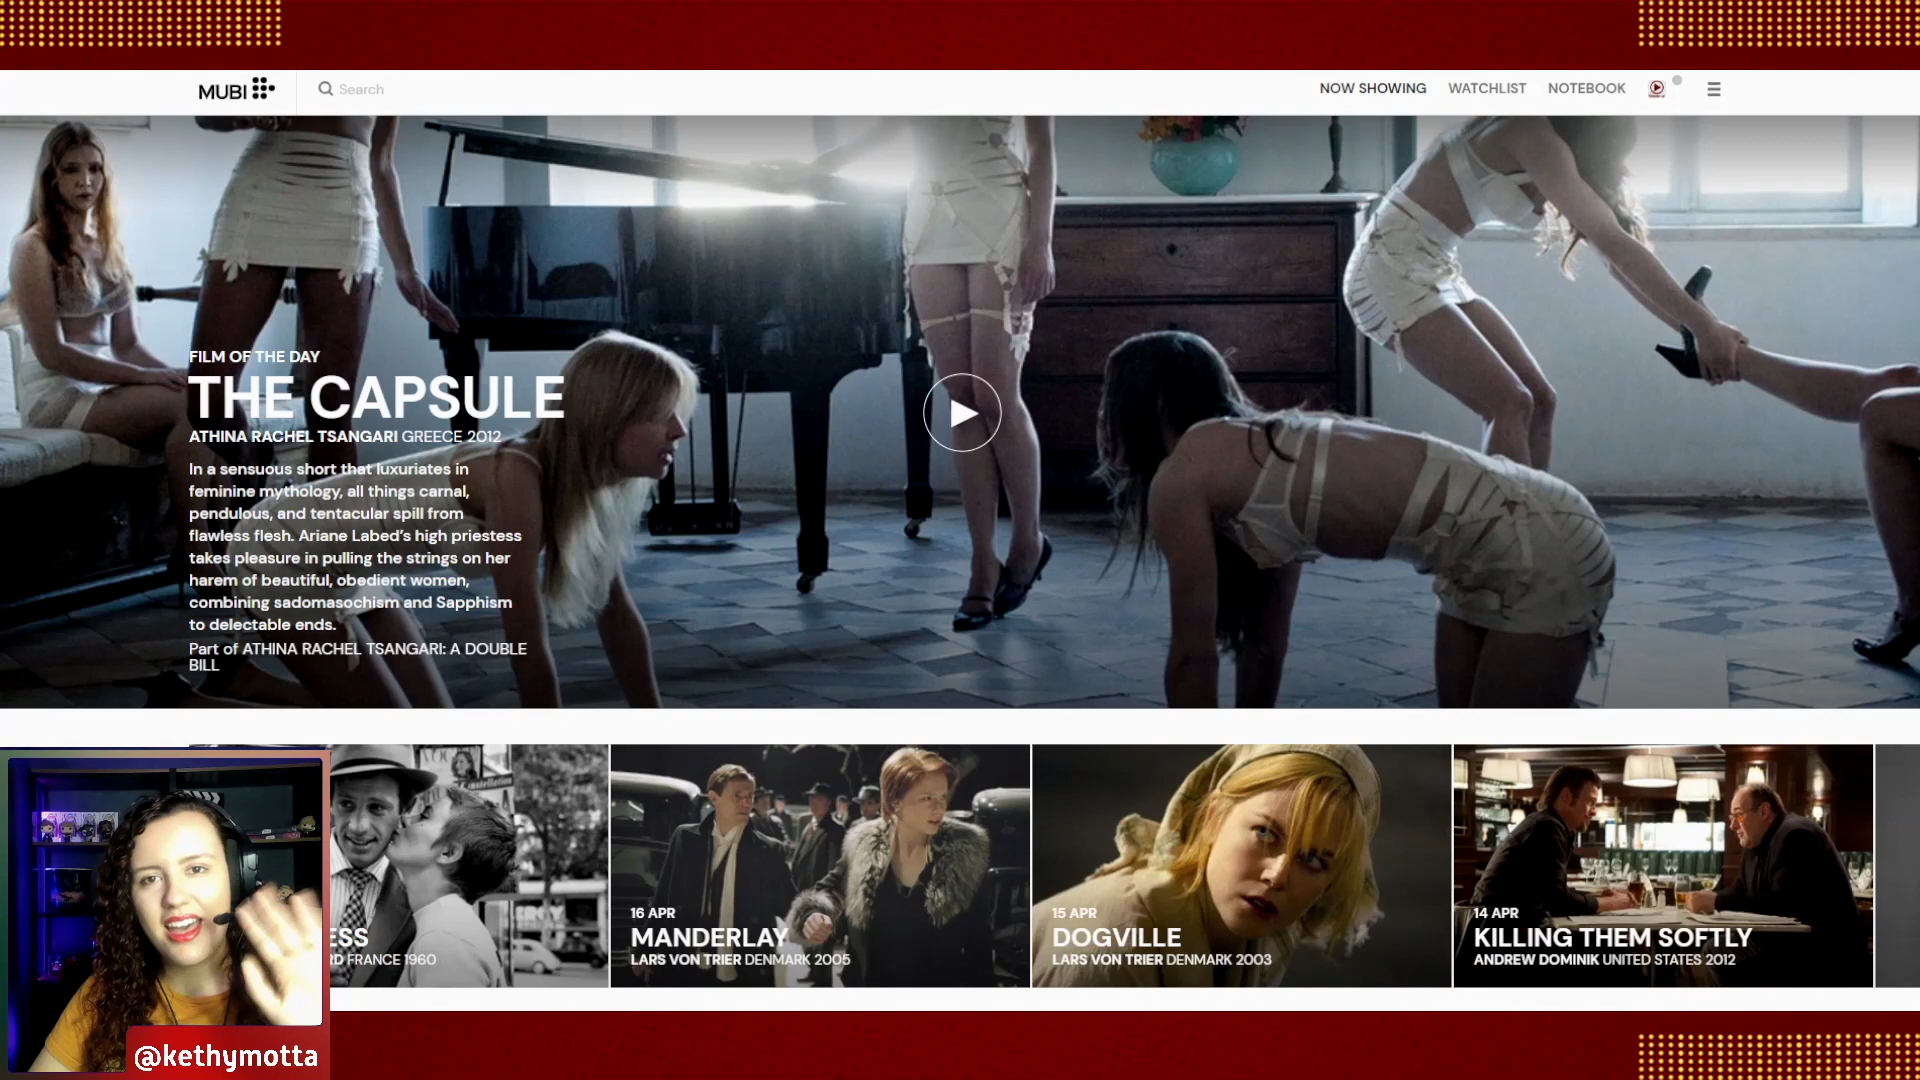 MUBI
Search
NOW SHOWING
WATCHLIST
NOTEBOOK
FILM OF THE DAY
THE CAPSULE
ATHINA RACHEL TSANGARI GREECE 2012
In a sensuous short that luxuriates in
feminine mythology, all things carnal,
pendulous, and tentacular spill from
flawless flesh. Ariane Labed's high priestess
takes pleasure in pulling the strings on her
harem of beautiful, obedient women,
combining sadomasochism and Sapphism
to delectable ends.
Part of ATHINA RACHEL TSANGARI: A DOUBLE
BILL
ESS
RD FRANCE 1960
16 APR
MANDERLAY
LARS VON TRIER DENMARK 2005
15 APR
DOGVILLE
LARS VON TRIER DENMARK 2003
14 APR
KILLING THEM SOFTLY
ANDREW DOMINIK UNITED STATES 2012
@kethymotta